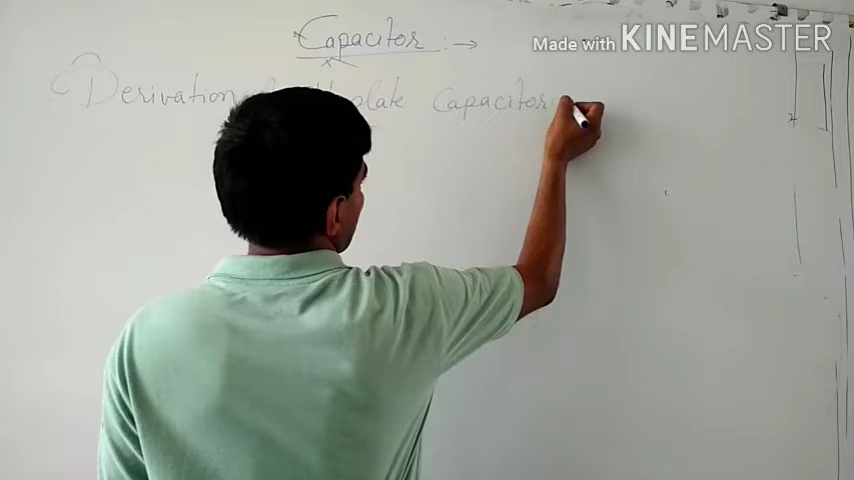 Capacitor →
Made with KINEMASTER
Derivation plate Capacitor